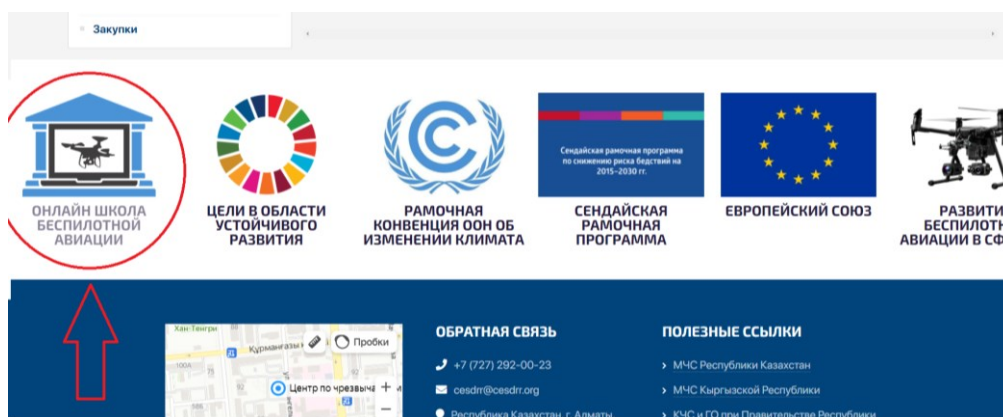 Закупки
Сендайская рамочная программа
по снижению риска бедствий на
2015-2030 гг.
ОНЛАЙН ШКОЛА
БЕСПИЛОТНОЙ
АВИАЦИИ
ЦЕЛИ В ОБЛАСТИ
УСТОЙЧИВОГО
РАЗВИТИЯ
РАМОЧНАЯ
КОНВЕНЦИЯ ООН ОБ
ИЗМЕНЕНИИ КЛИМАТА
СЕНДАЙСКАЯ
РАМОЧНАЯ
ПРОГРАММА
ЕВРОПЕЙСКИЙ СОЮЗ
РАЗВИТИ
БЕСПИЛОТН
АВИАЦИИ В СФ
Хан-Тенгри
Курмангазы
Пробки
100А
75
92
Центр по чрезвыча
ОБРАТНАЯ СВЯЗЬ
+7 (727) 292-00-23
cesdrr@cesdrr.org
Республика Казахстан, г. Алматы
ПОЛЕЗНЫЕ ССЫЛКИ
МЧС Республики Казахстан
МЧС Кыргызской Республики
КЧС и ГО при Правительстве Республики